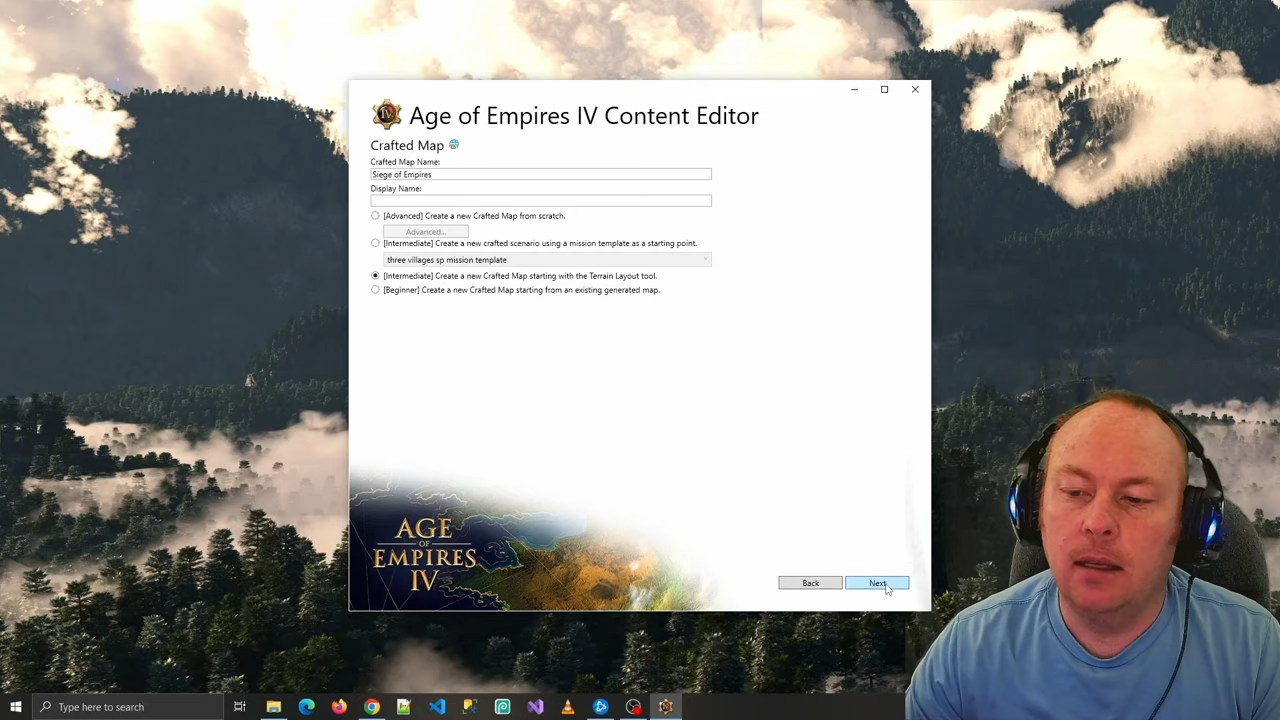 Age of Empires IV Content Editor
Crafted Map
Crafted Map Name:
Siege of Empires
Display Name:
[Advanced] Create a new Crafted Map from scratch.
Advanced...
[Intermediate] Create a new crafted scenario using a mission template as a starting point.
three villages sp mission template
[Intermediate] Create a new Crafted Map starting with the Terrain Layout tool.
[Beginner] Create a new Crafted Map starting from an existing generated map.
AGE
OF
EMPIRES
IV
Back
Next
Type here to search